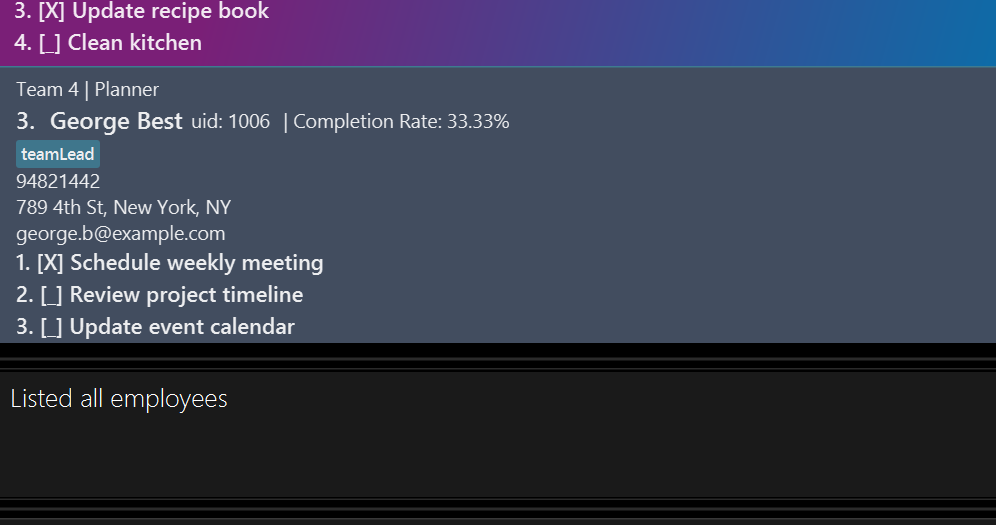 3. [X] Update recipe book
4. [_] Clean kitchen
Team 4 | Planner
3. George Best uid: 1006 | Completion Rate: 33.33%
teamLead
94821442
789 4th St, New York, NY
george.b@example.com
1. [X] Schedule weekly meeting
2. [_] Review project timeline
3. [_] Update event calendar
Listed all employees